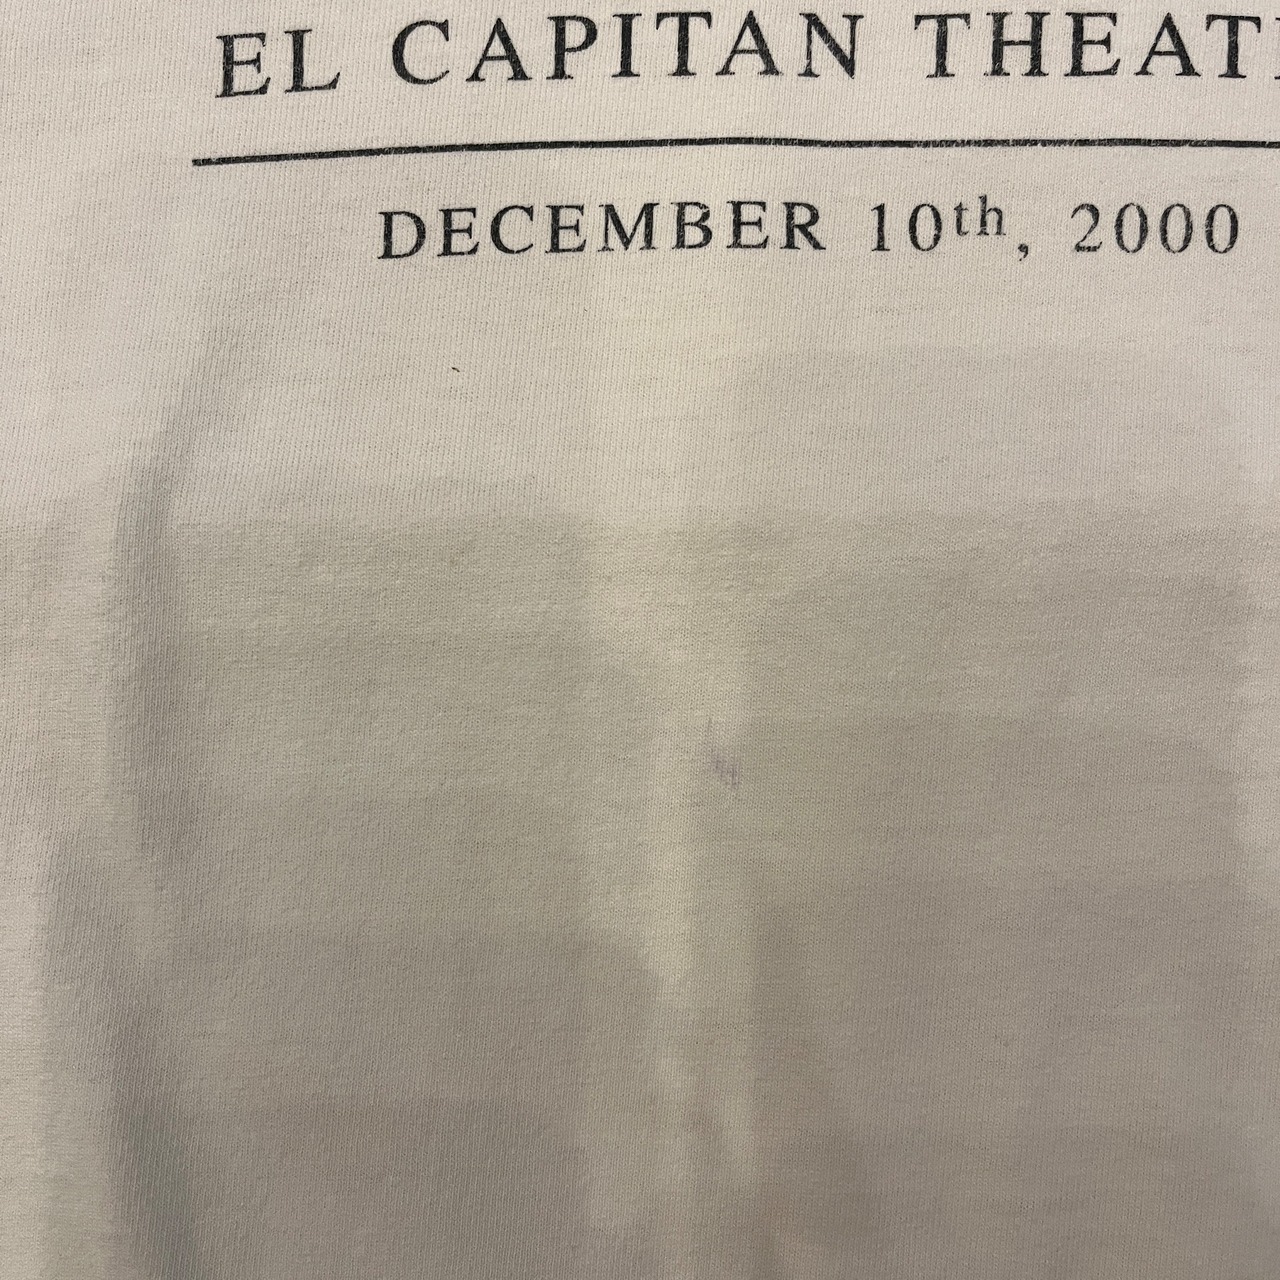 EL CAPITAN THEAT
DECEMBER 10th, 2000